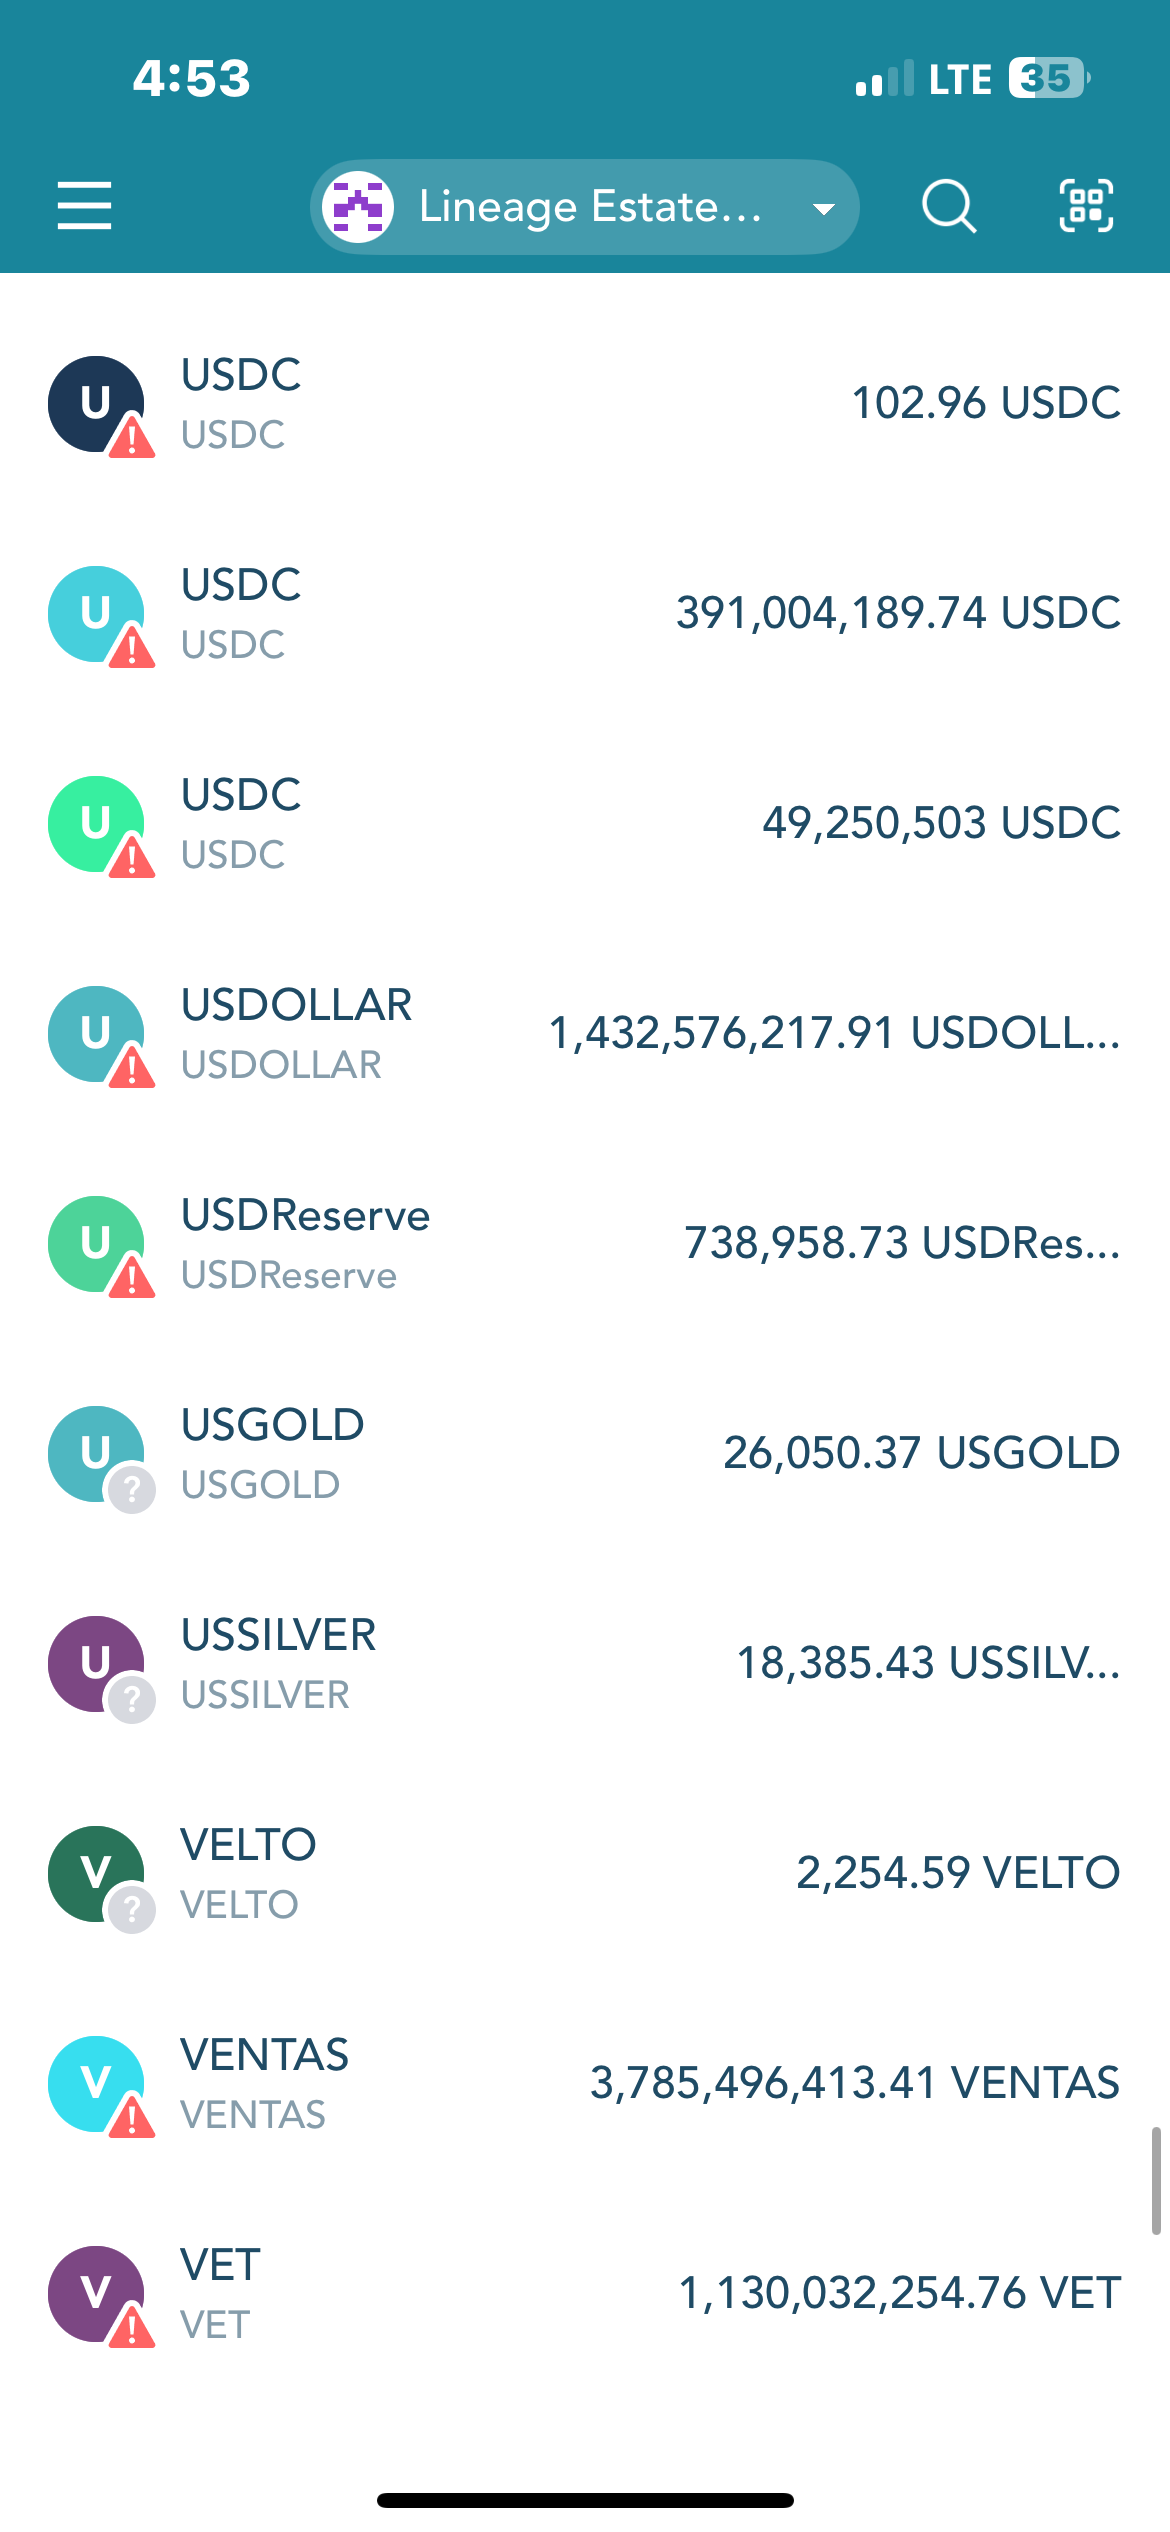 4:53
LTE 35
Lineage Estate...
U
USDC
USDC
102.96 USDC
U
USDC
USDC
391,004,189.74 USDC
U
USDC
USDC
49,250,503 USDC
U
USDOLLAR
USDOLLAR
1,432,576,217.91 USDOLL...
U
USDReserve
USDReserve
738,958.73 USDRes...
U
?
USGOLD
USGOLD
26,050.37 USGOLD
U
?
USSILVER
USSILVER
18,385.43 USSILV...
V
?
VELTO
VELTO
2,254.59 VELTO
V
VENTAS
VENTAS
3,785,496,413.41 VENTAS
V
VET
VET
1,130,032,254.76 VET